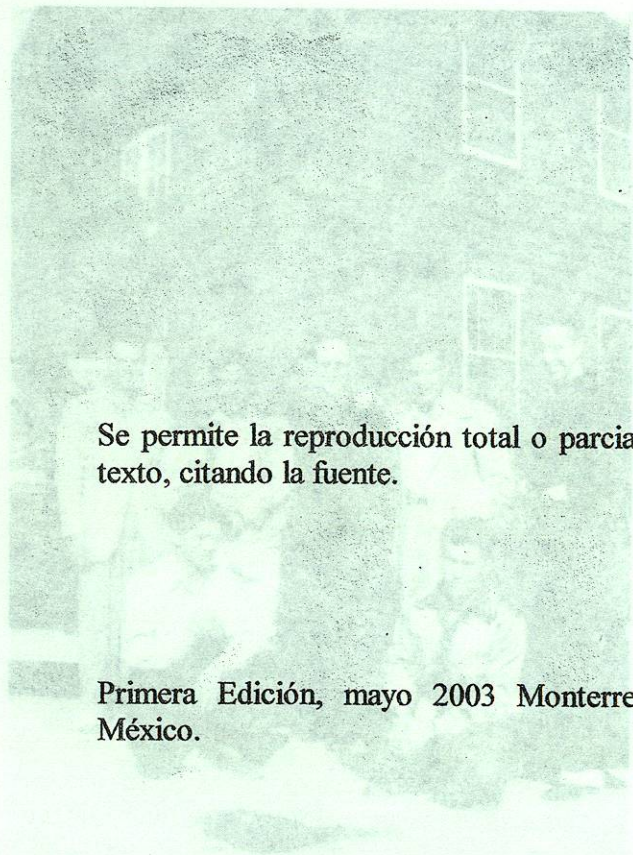 Se permite la reproducción total o parcia
texto, citando la fuente.
Primera Edición, mayo 2003 Monterre
México.